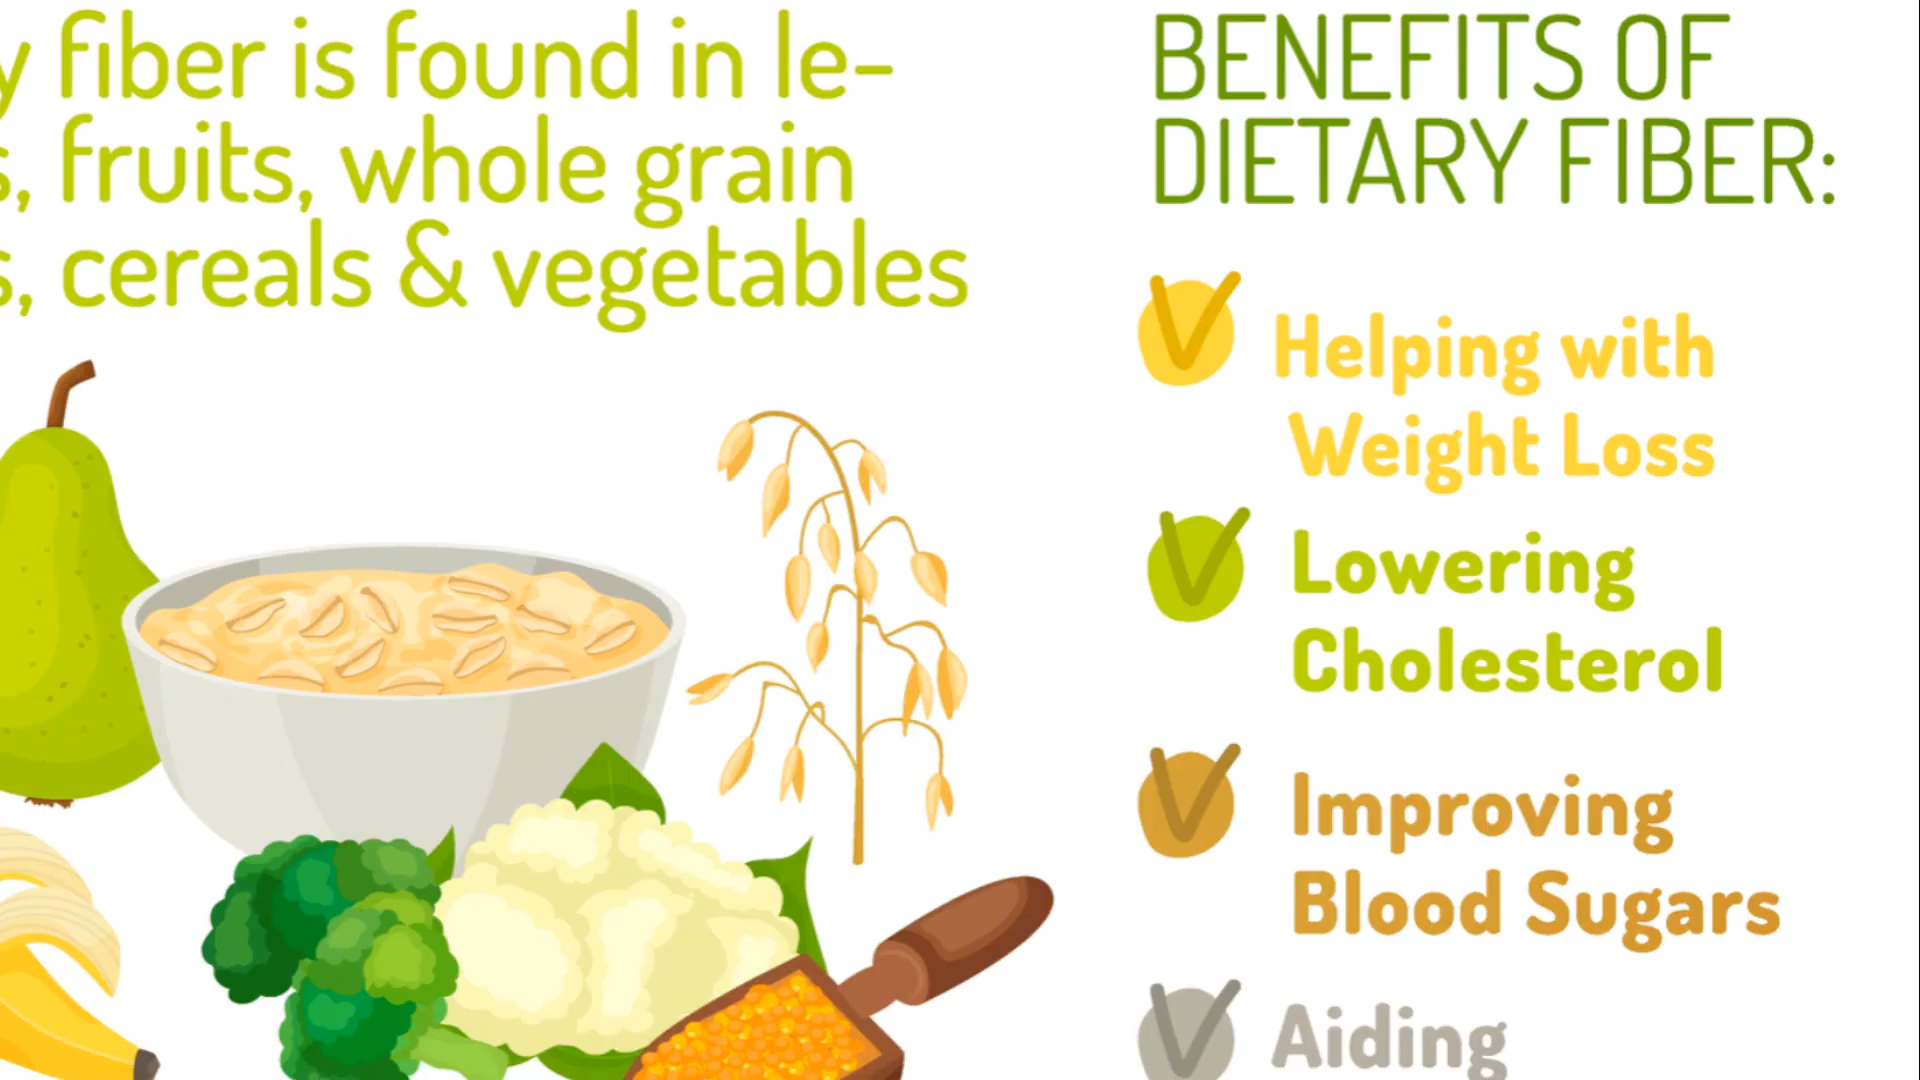 y fiber is found in le-
s, fruits, whole grain
s, cereals & vegetables
BENEFITS OF
DIETARY FIBER:
Helping with
Weight Loss
Lowering
Cholesterol
Improving
Blood Sugars
Aiding